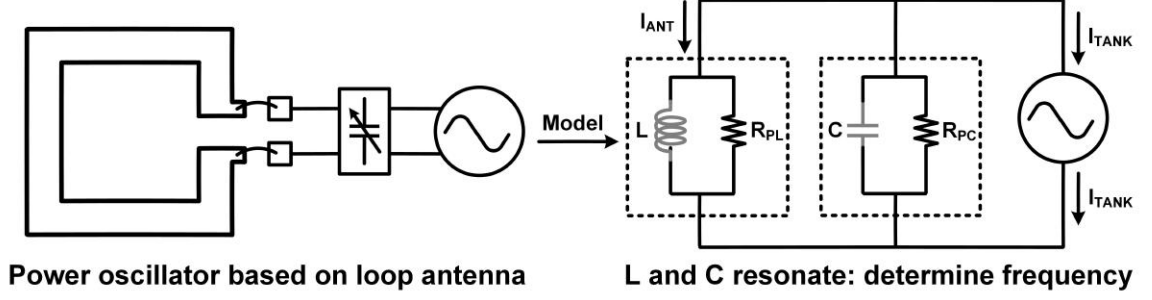 I_ANT
I_TANK
Model
L
R_PL
C
R_PC
I_TANK
Power oscillator based on loop antenna
L and C resonate: determine frequency